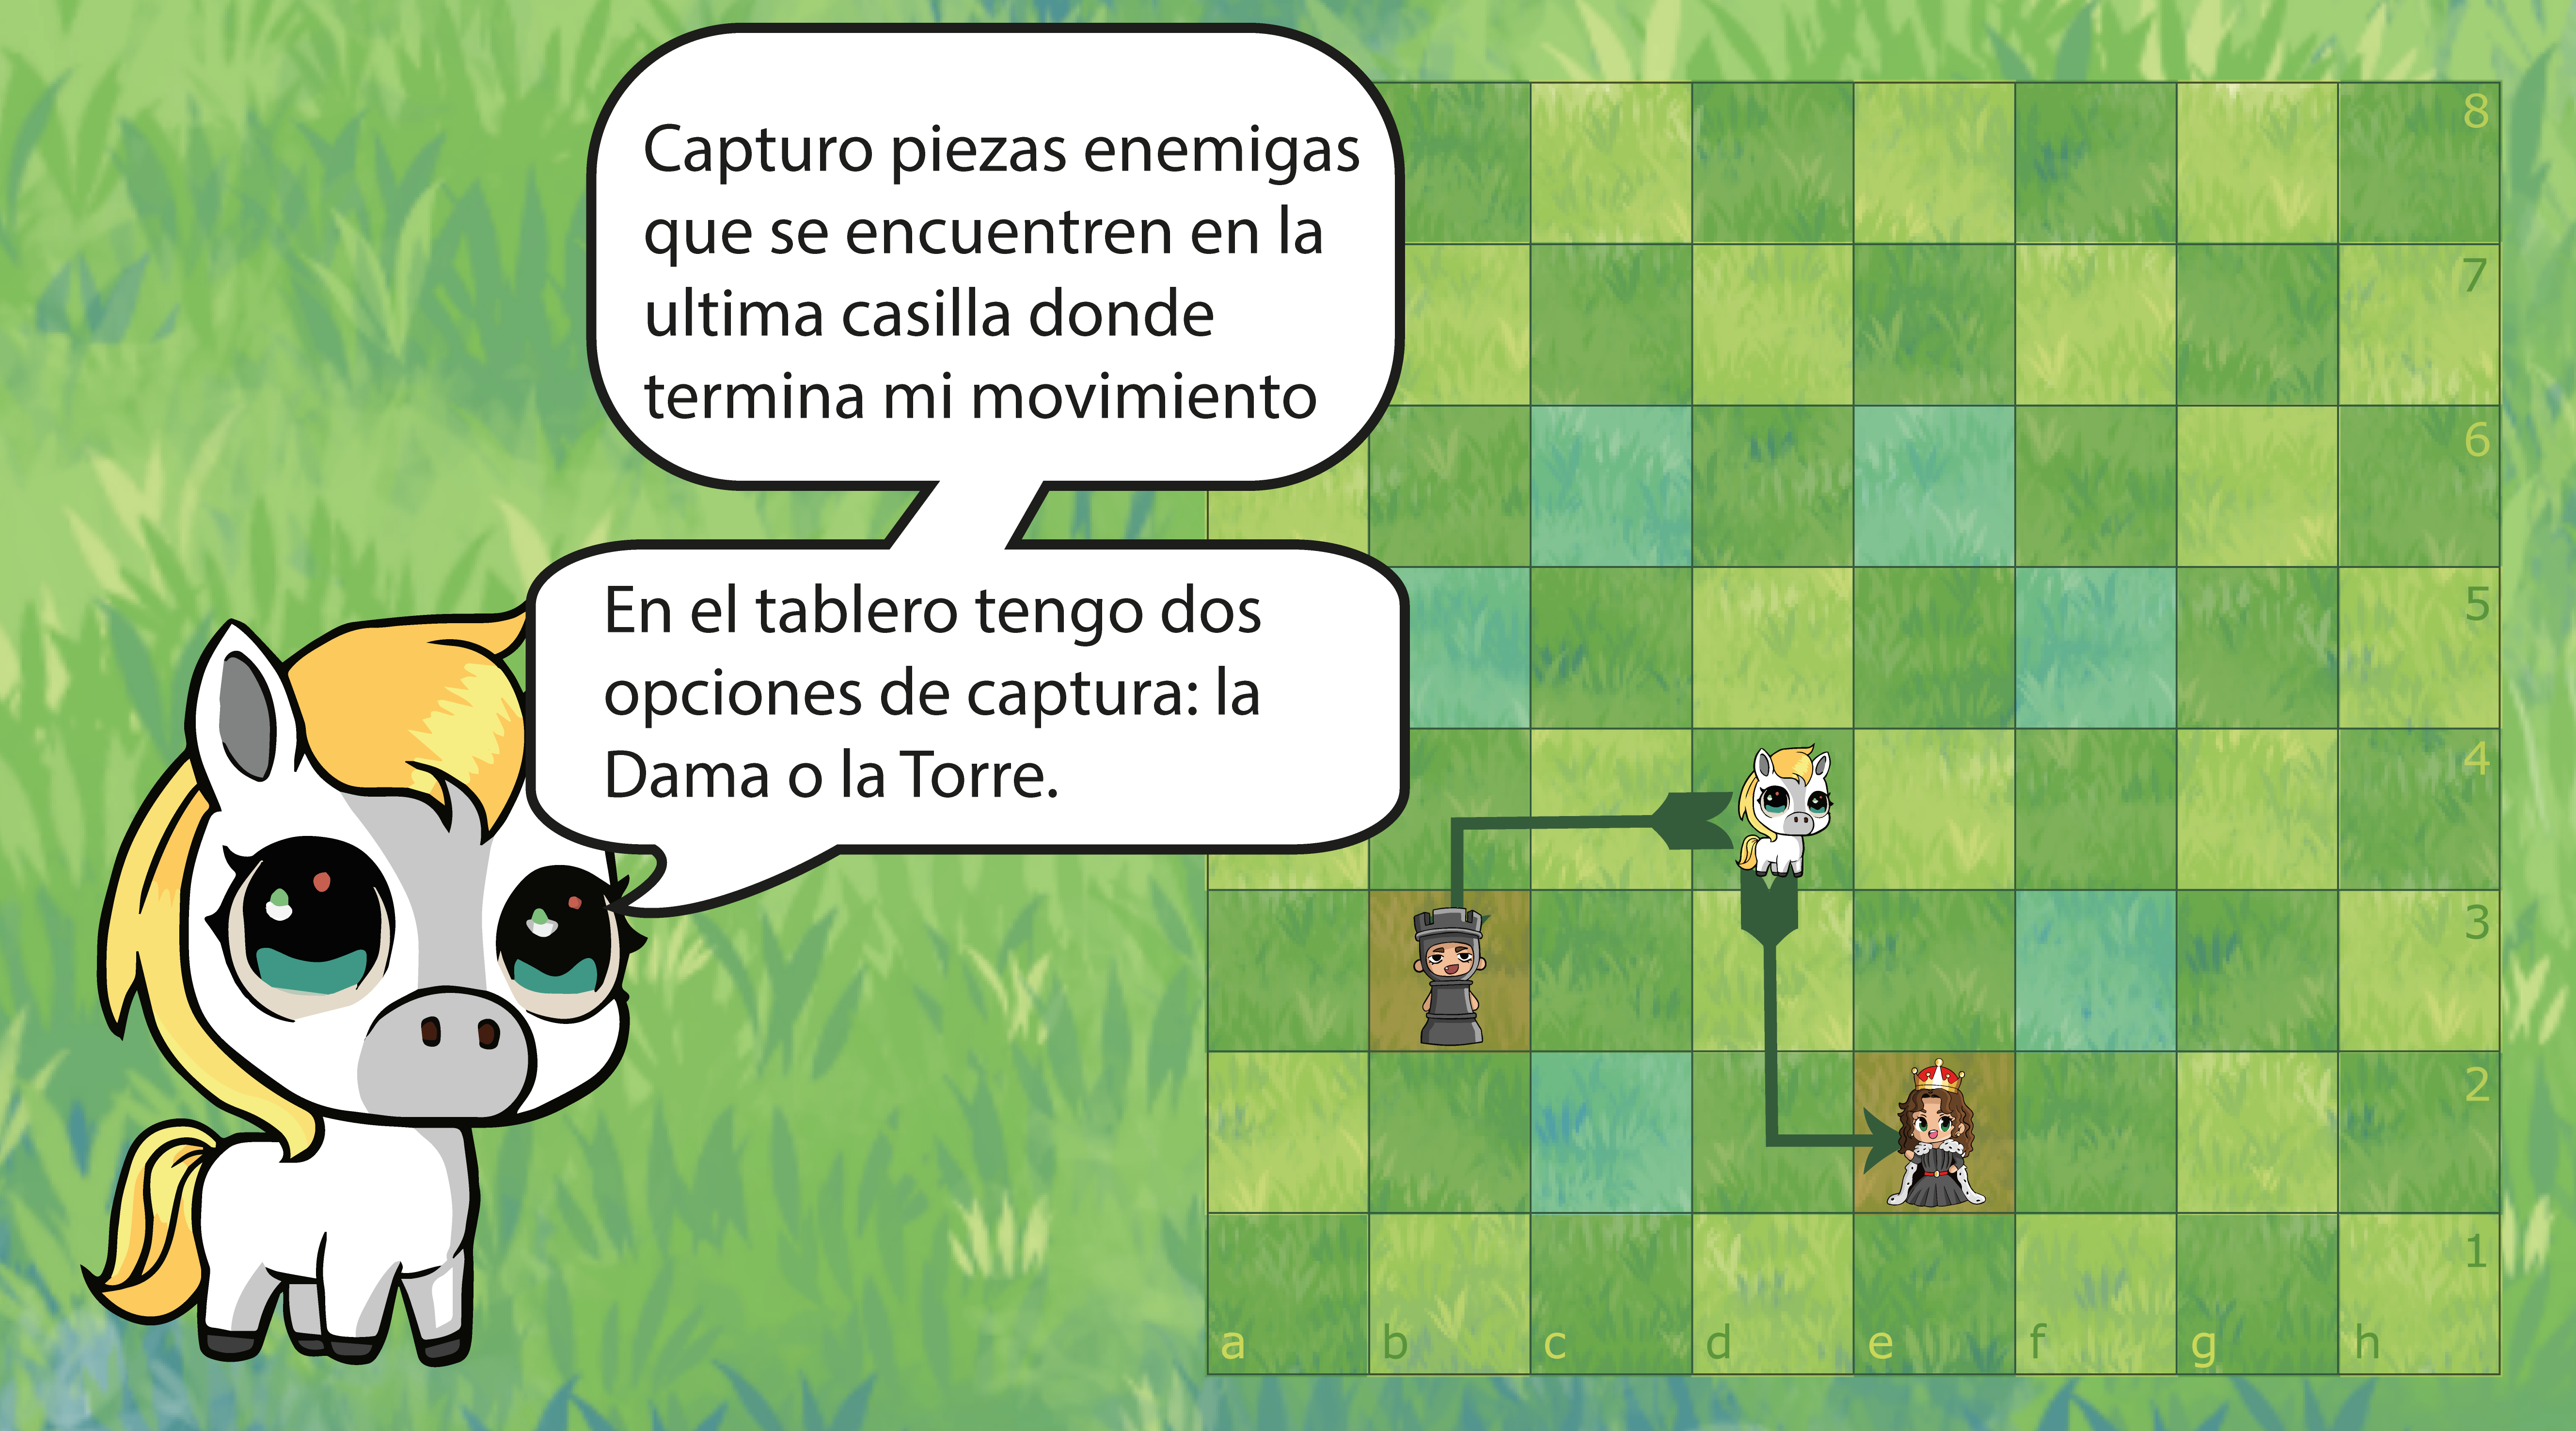 Capturo piezas enemigas
que se encuentren en la
ultima casilla donde
termina mi movimiento
En el tablero tengo dos
opciones de captura: la
Dama o la Torre.
8
7
6
5
4
3
2
1
a b c d e f g h